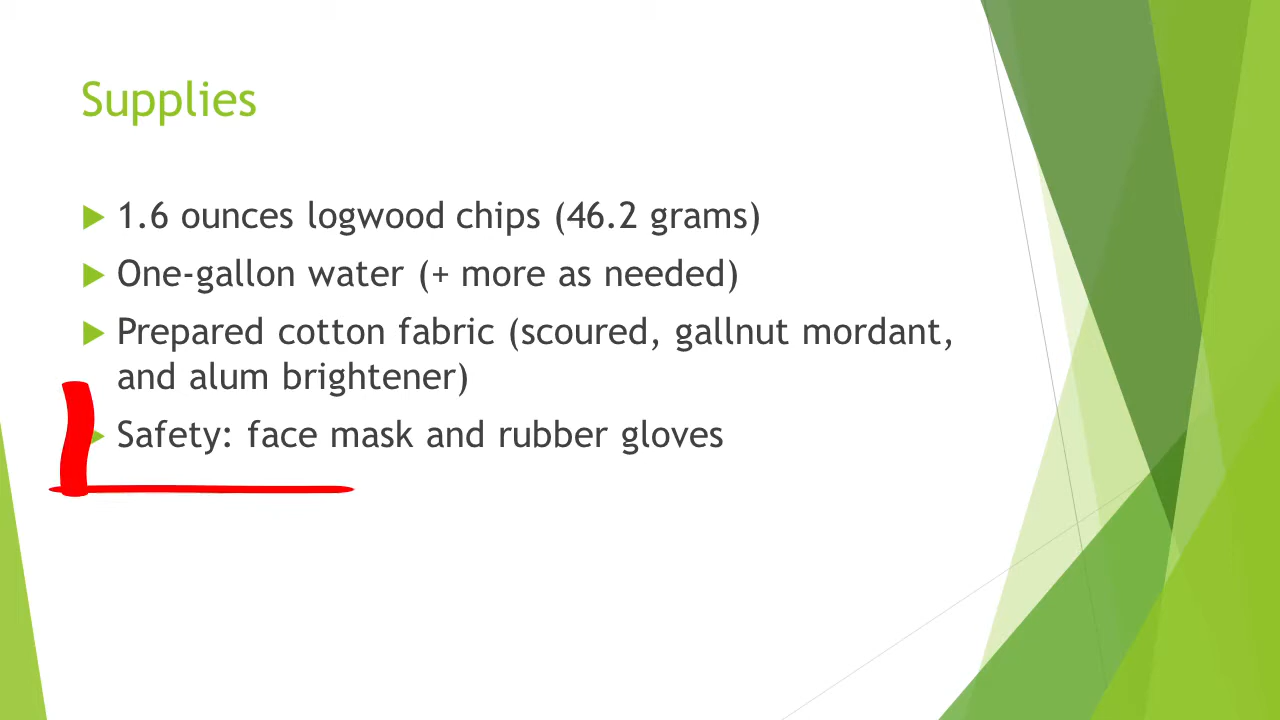 Supplies
1.6 ounces logwood chips (46.2 grams)
One-gallon water (+ more as needed)
Prepared cotton fabric (scoured, gallnut mordant,
and alum brightener)
Safety: face mask and rubber gloves